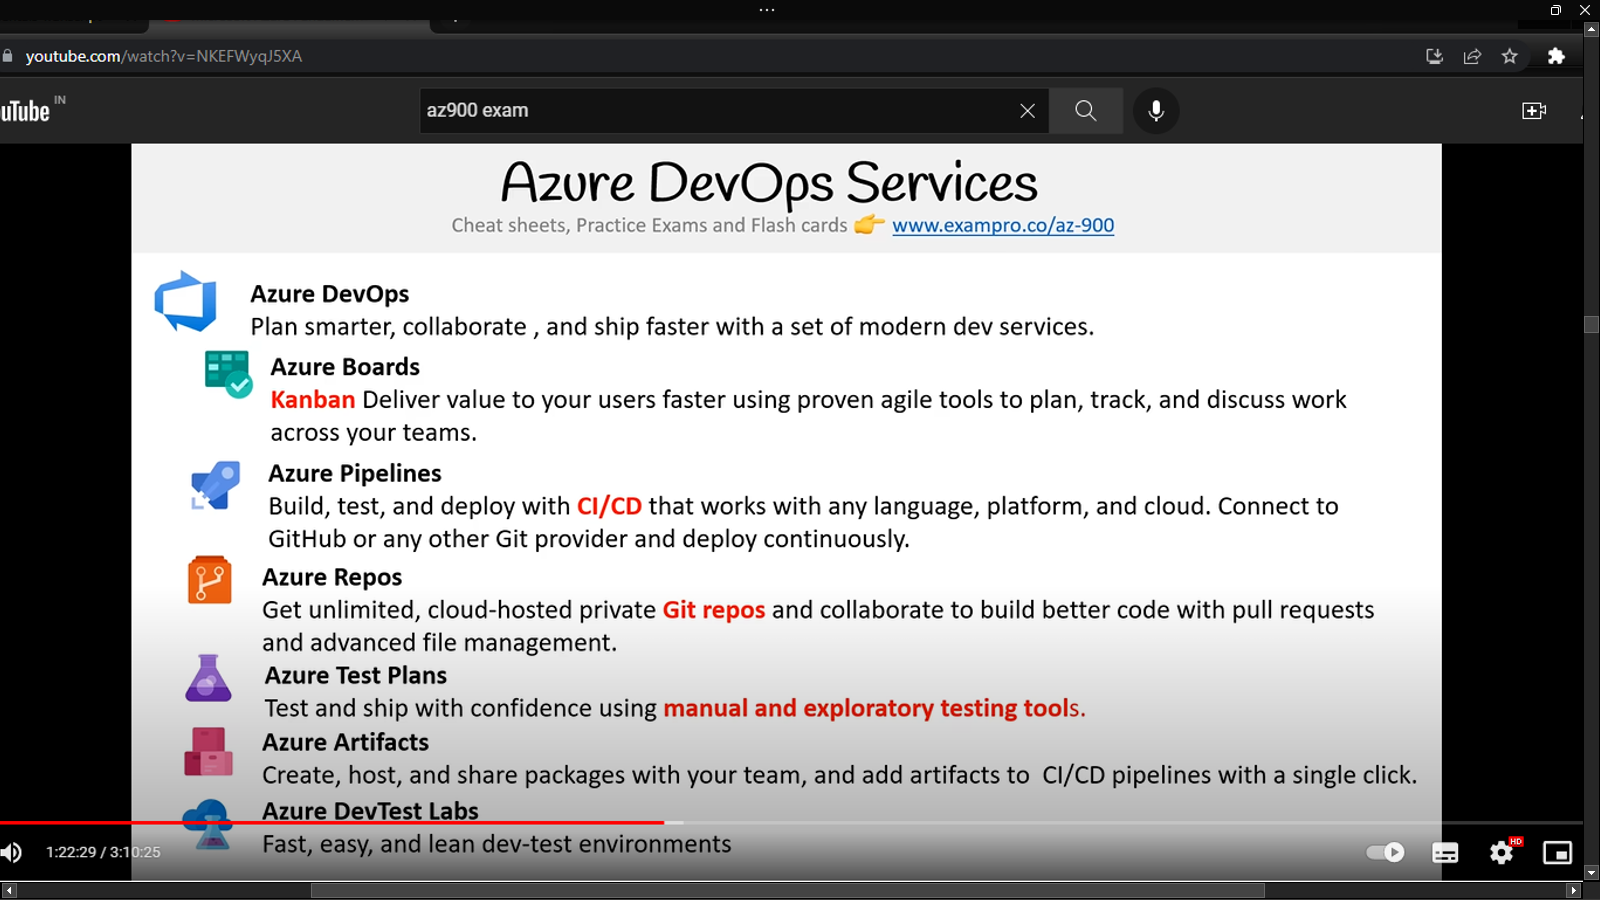 youtube.com/watch?v=NKEFWyqJ5XA
uTube IN
az900 exam
Azure DevOps Services
Cheat sheets, Practice Exams and Flash cards 👉 www.exampro.co/az-900
Azure DevOps
Plan smarter, collaborate , and ship faster with a set of modern dev services.
Azure Boards
Kanban Deliver value to your users faster using proven agile tools to plan, track, and discuss work
across your teams.
Azure Pipelines
Build, test, and deploy with CI/CD that works with any language, platform, and cloud. Connect to
GitHub or any other Git provider and deploy continuously.
Azure Repos
Get unlimited, cloud-hosted private Git repos and collaborate to build better code with pull requests
and advanced file management.
Azure Test Plans
Test and ship with confidence using manual and exploratory testing tools.
Azure Artifacts
Create, host, and share packages with your team, and add artifacts to CI/CD pipelines with a single click.
Azure DevTest Labs
Fast, easy, and lean dev-test environments
1:22:29 / 3:10:25
HD